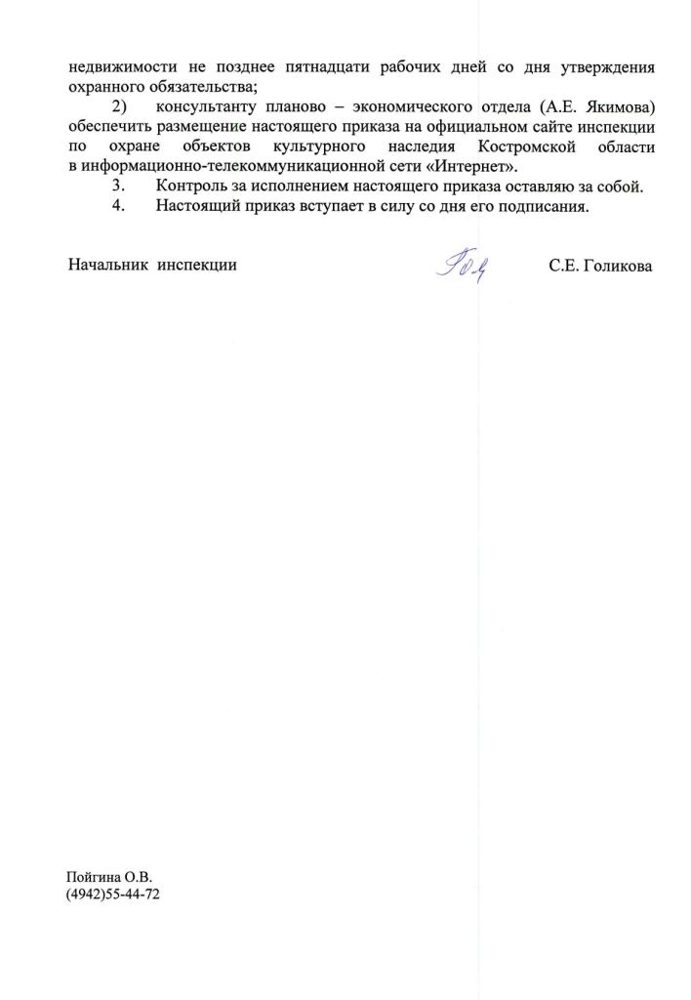 недвижимости не позднее пятнадцати рабочих дней со дня утверждения
охранного обязательства;
2) консультанту планово – экономического отдела (А.Е. Якимова)
обеспечить размещение настоящего приказа на официальном сайте инспекции
по охране объектов культурного наследия Костромской области
в информационно-телекоммуникационной сети «Интернет».
3. Контроль за исполнением настоящего приказа оставляю за собой.
4. Настоящий приказ вступает в силу со дня его подписания.
Начальник инспекции С.Е. Голикова
Пойгина О.В.
(4942)55-44-72